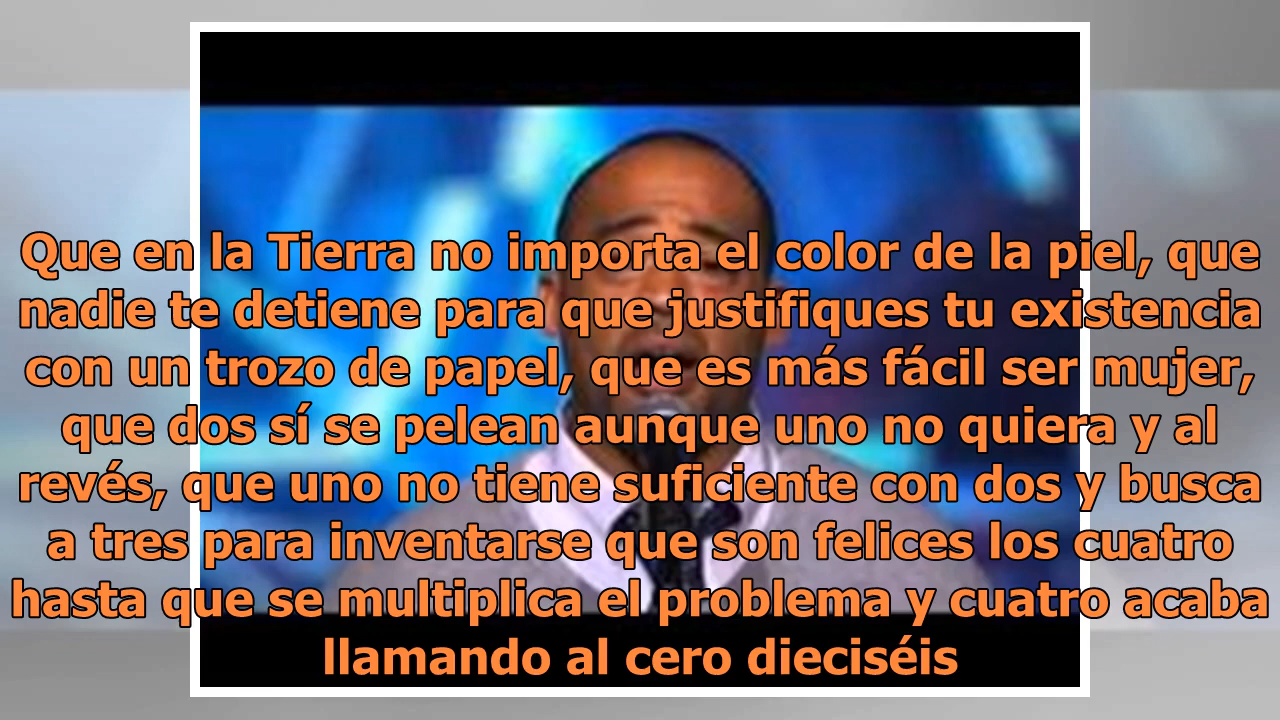 Que en la Tierra no importa el color de la piel, que
nadie te detiene para que justifiques tu existencia
con un trozo de papel, que es más fácil ser mujer,
que dos sí se pelean aunque uno no quiera y al
revés, que uno no tiene suficiente con dos y busca
a tres para inventarse que son felices los cuatro
hasta que se multiplica el problema y cuatro acaba
llamando al cero dieciséis